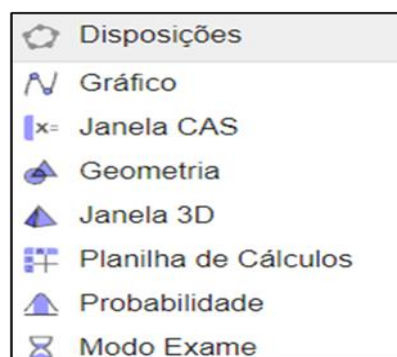 Disposições
Gráfico
x= Janela CAS
Geometria
Janela 3D
Planilha de Cálculos
Probabilidade
Modo Exame